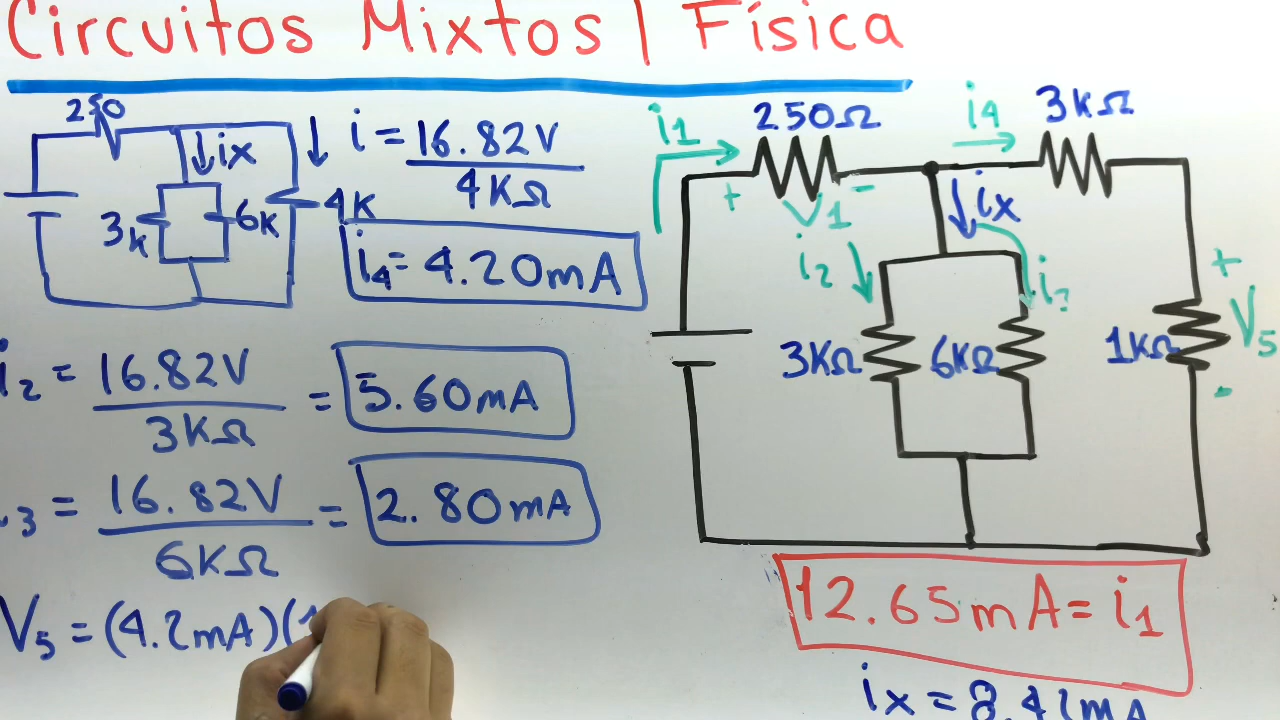 Circuitos Mixtos | Física
250
ix
3k
6k
4K
i = 16.82V
4KΩ
i4 = 4.20mA
i2 = 16.82V = 5.60mA
3KΩ
3 = 16.82V = 2.80mA
6KΩ
V5 = (4.2mA)(1
i1
250Ω
+ V1 -
i4
3KΩ
ix
i2
i3
3KΩ
6KΩ
1KΩ
+
V5
-
12.65mA = i1
ix = 8.41mA